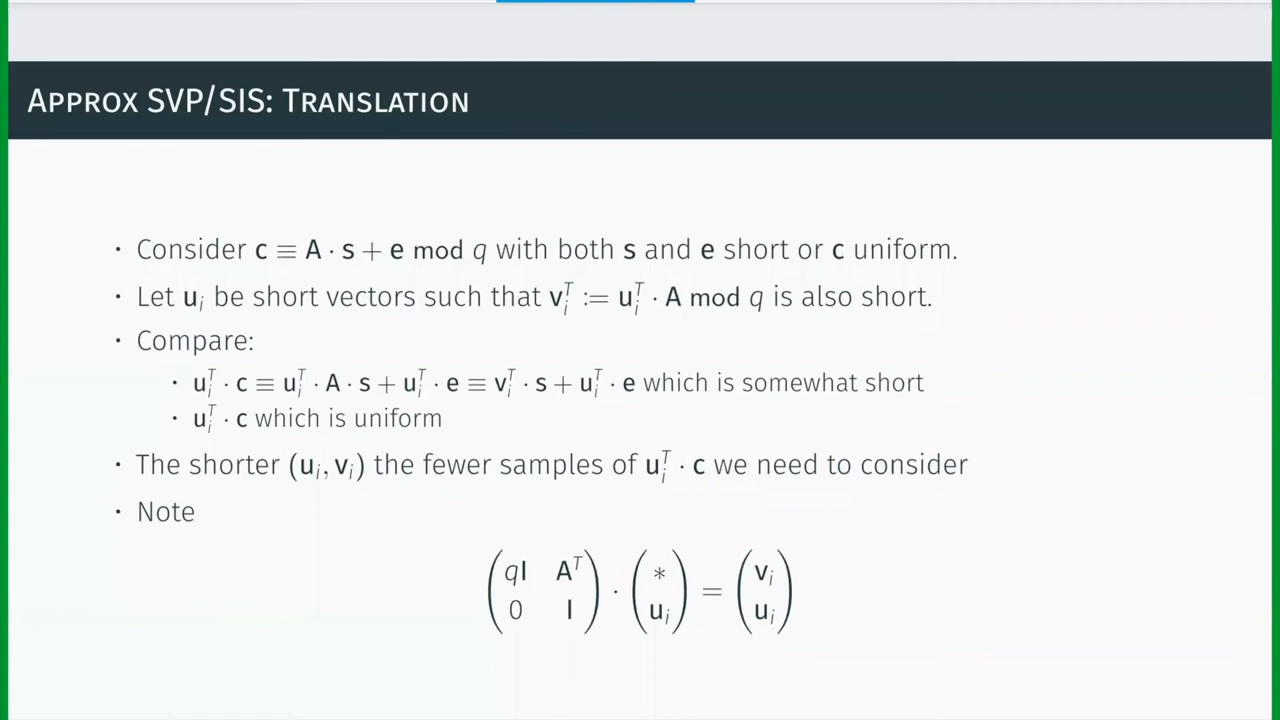 APPROX SVP/SIS: TRANSLATION
· Consider c ≡ A · s + e mod q with both s and e short or c uniform.
· Let uᵢ be short vectors such that vᵢᵀ := uᵢᵀ · A mod q is also short.
· Compare:
· uᵢᵀ · c ≡ uᵢᵀ · A · s + uᵢᵀ · e ≡ vᵢᵀ · s + uᵢᵀ · e which is somewhat short
· uᵢᵀ · c which is uniform
· The shorter (uᵢ, vᵢ) the fewer samples of uᵢᵀ · c we need to consider
· Note
(qI Aᵀ; 0 I) · (*; uᵢ) = (vᵢ; uᵢ)